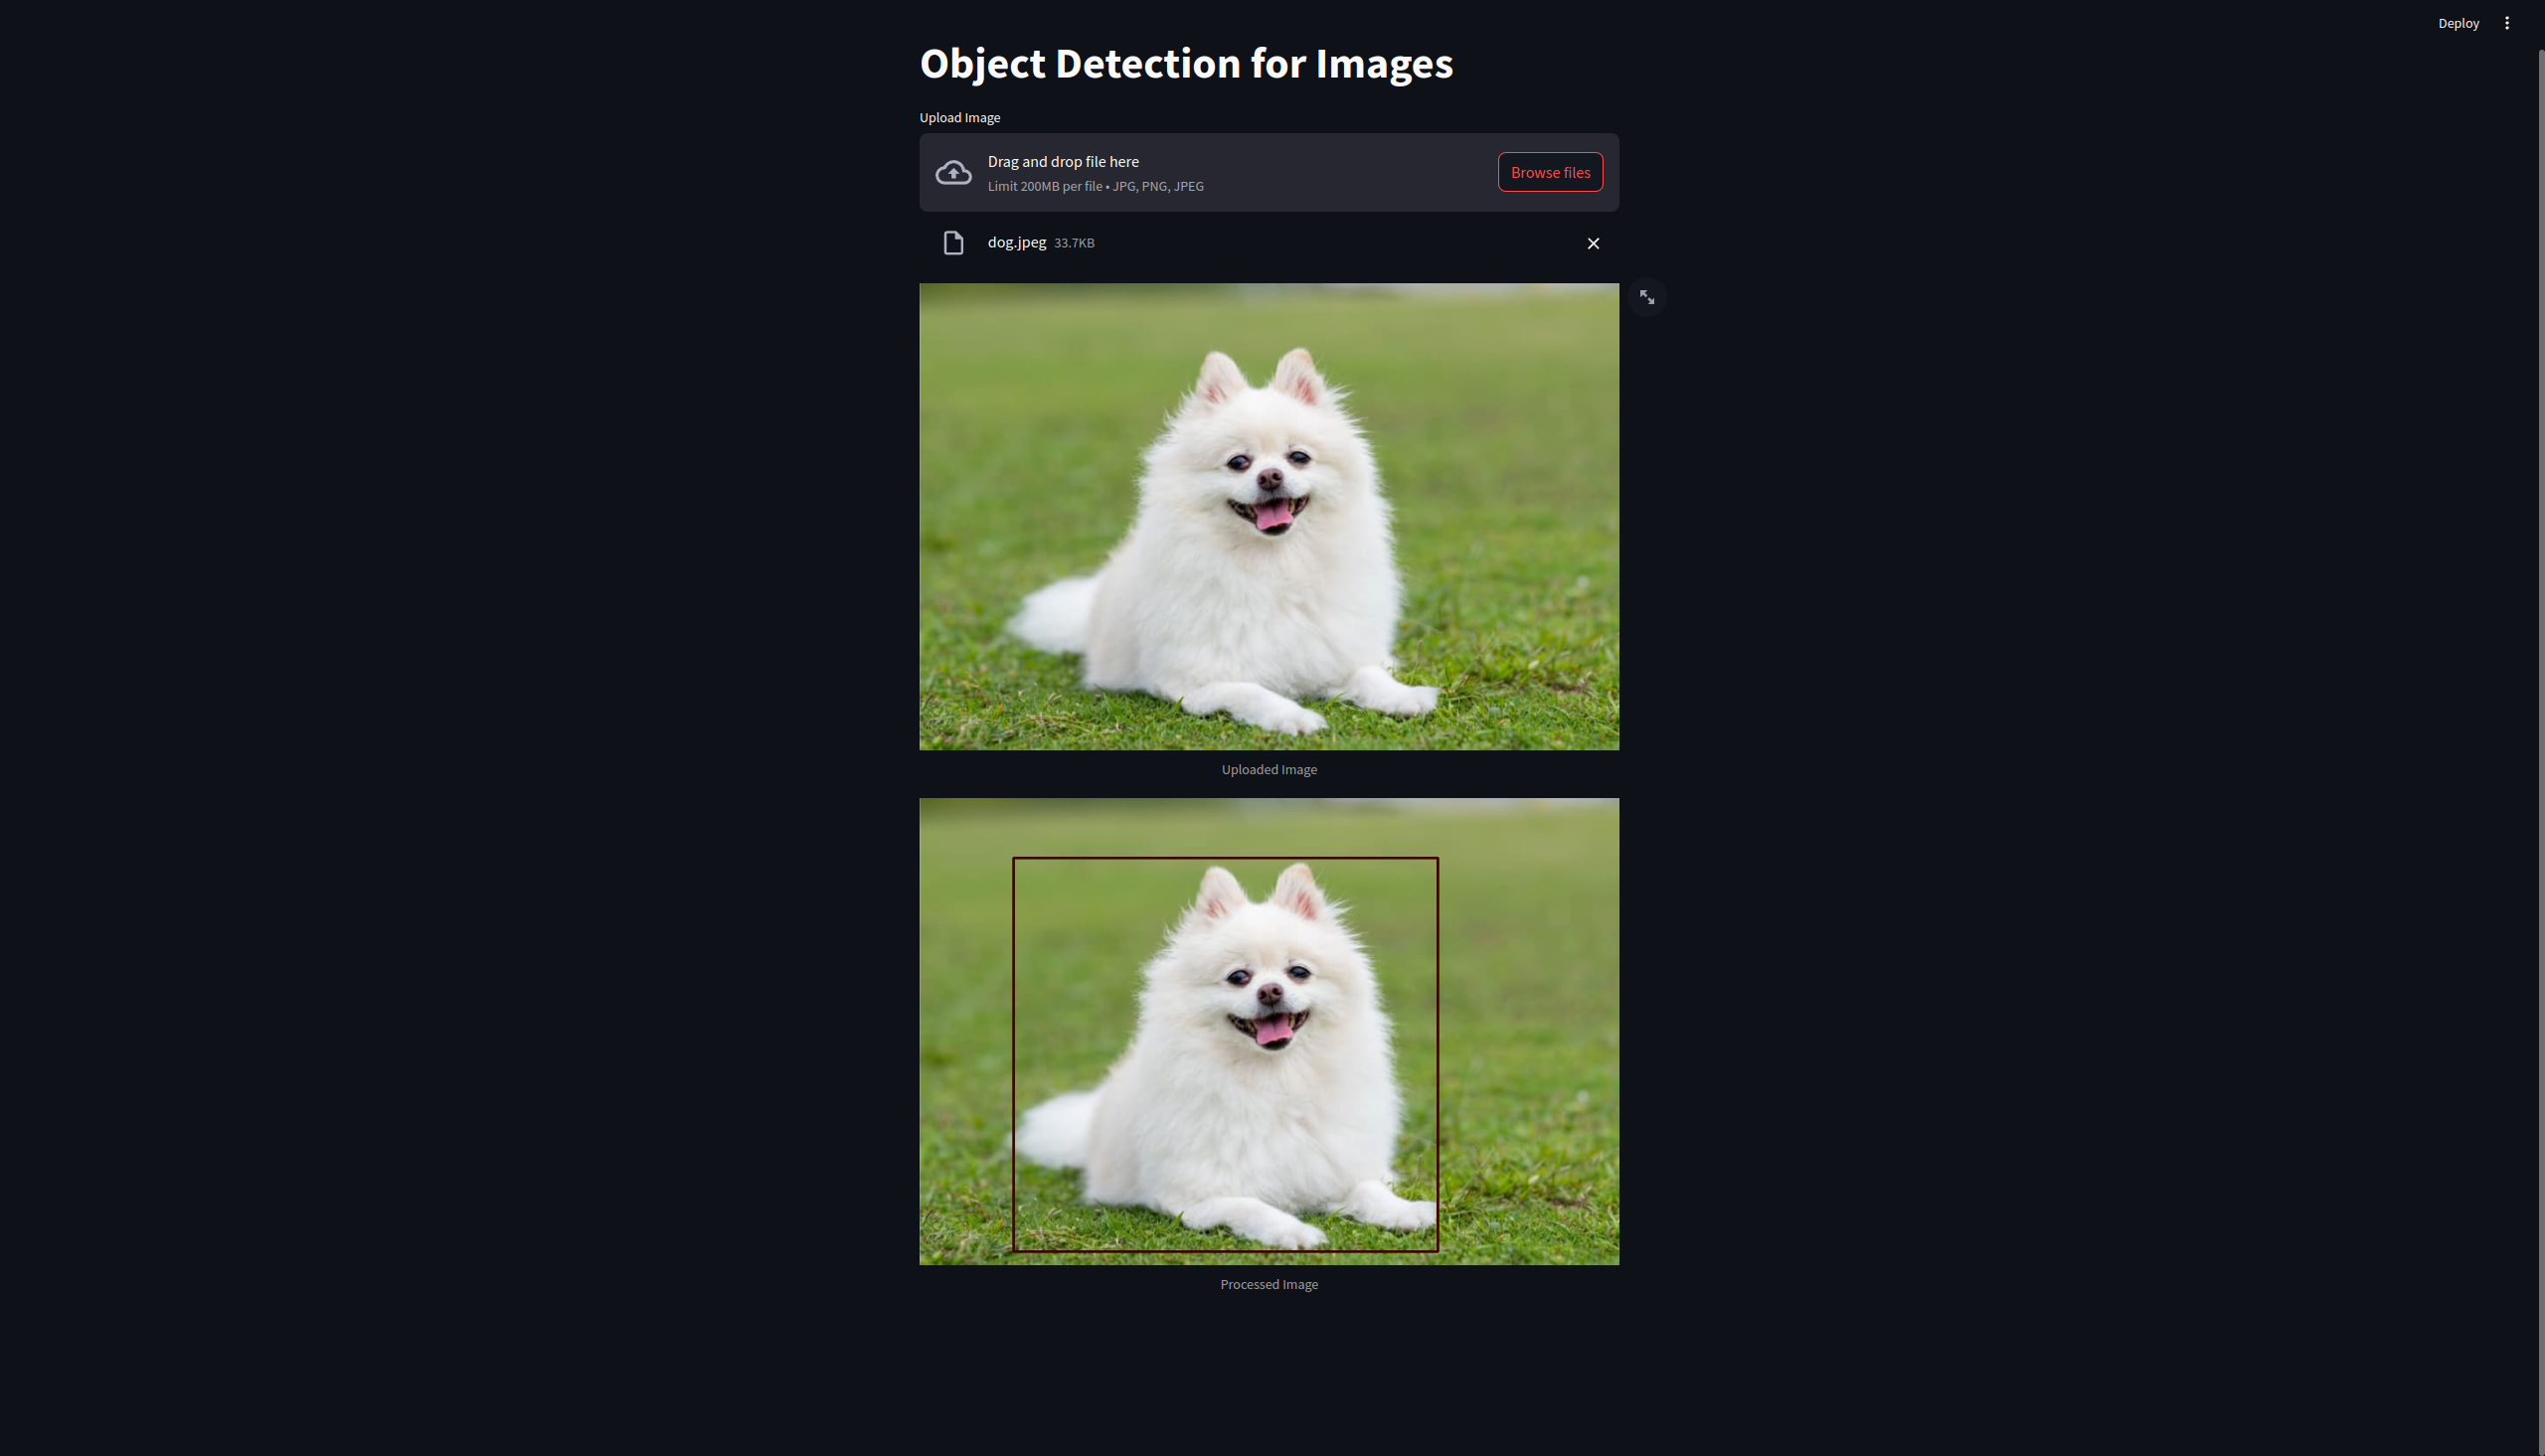 Deploy
Object Detection for Images
Upload Image
Drag and drop file here
Limit 200MB per file • JPG, PNG, JPEG
Browse files
dog.jpeg 33.7KB
Uploaded Image
Processed Image